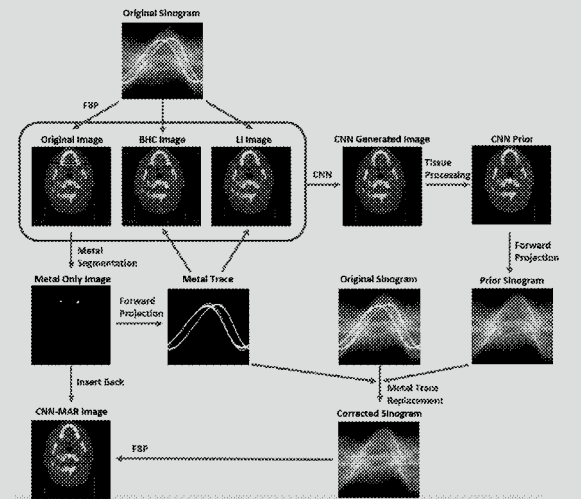 Original Sinogram
FBP
Original Image
BHC Image
LI Image
CNN
CNN Generated Image
Tissue
Processing
CNN Prior
Metal
Segmentation
Forward
Projection
Metal Only Image
Forward
Projection
Metal Trace
Original Sinogram
Prior Sinogram
Insert Back
Metal Trace
Replacement
CNN-MAR Image
FBP
Corrected Sinogram